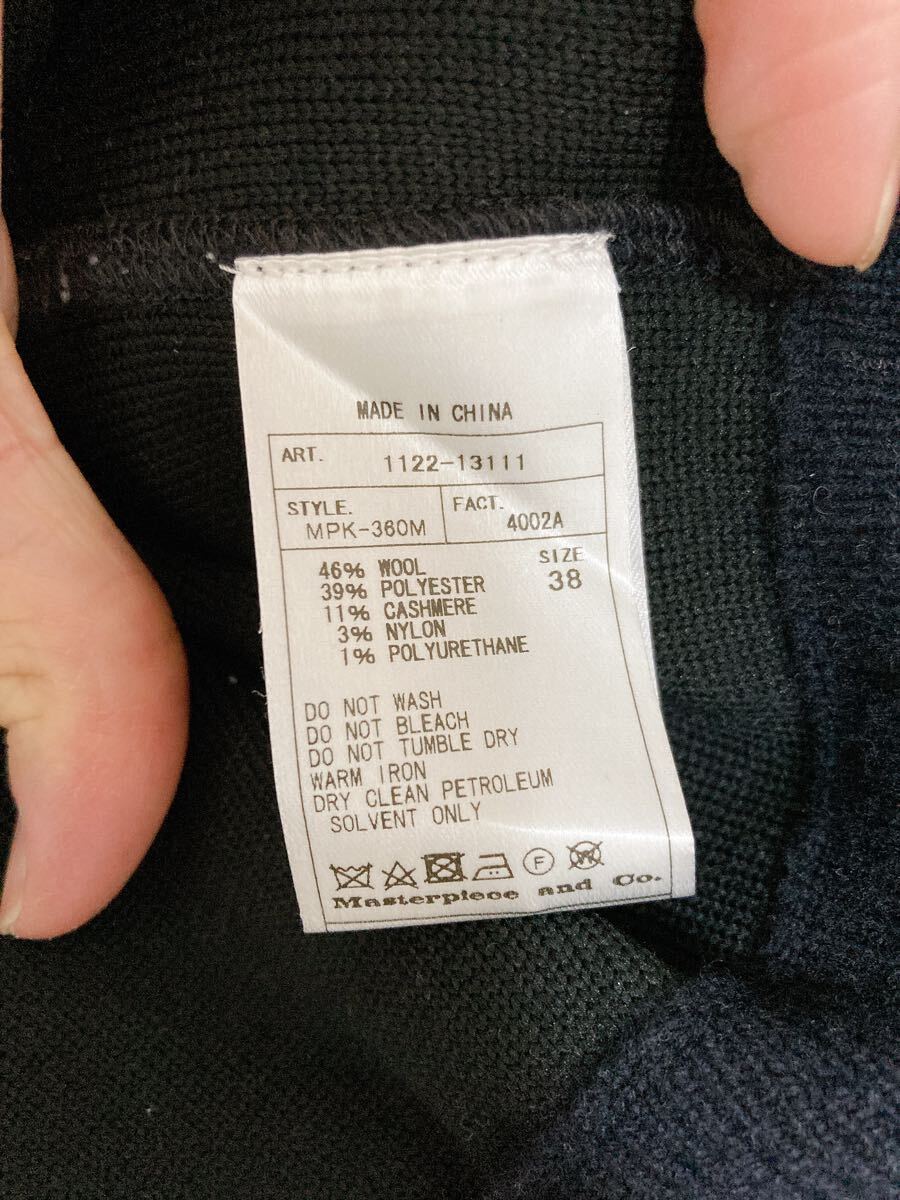 MADE IN CHINA
ART. 1122-13111
STYLE. MPK-360M
FACT. 4002A
46% WOOL
39% POLYESTER
11% CASHMERE
3% NYLON
1% POLYURETHANE
SIZE
38
DO NOT WASH
DO NOT BLEACH
DO NOT TUMBLE DRY
WARM IRON
DRY CLEAN PETROLEUM
SOLVENT ONLY
F W
Masterpiece and Co.